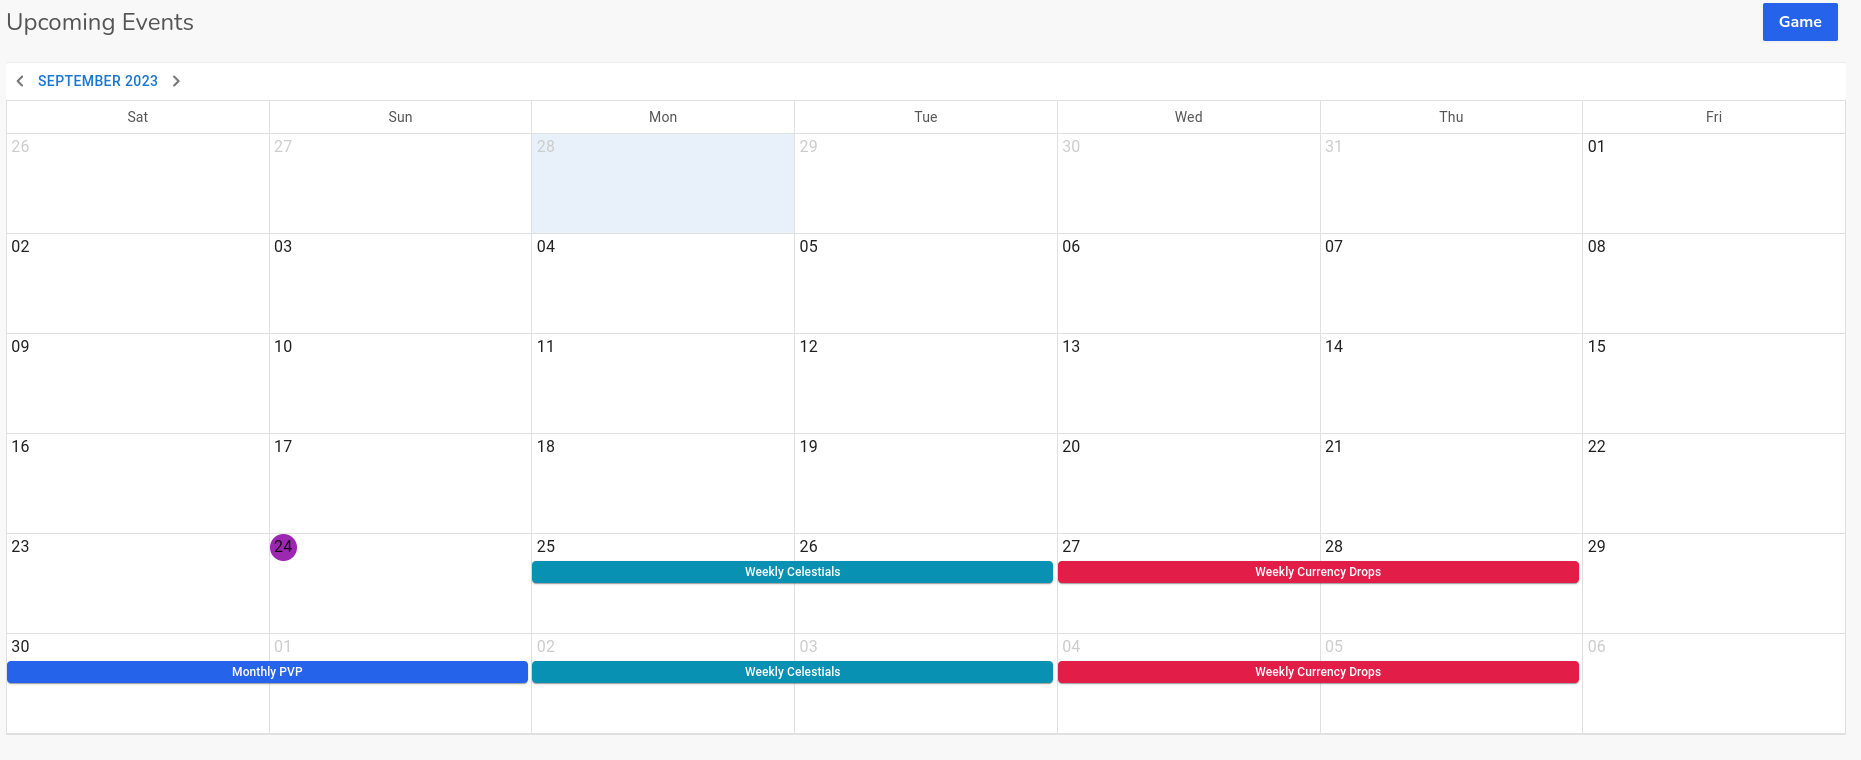 Upcoming Events
Game
SEPTEMBER 2023
Sat Sun Mon Tue Wed Thu Fri
26 27 28 29 30 31 01
02 03 04 05 06 07 08
09 10 11 12 13 14 15
16 17 18 19 20 21 22
23 24 25 26 27 28 29
Weekly Celestials Weekly Currency Drops
30 01 02 03 04 05 06
Monthly PVP Weekly Celestials Weekly Currency Drops